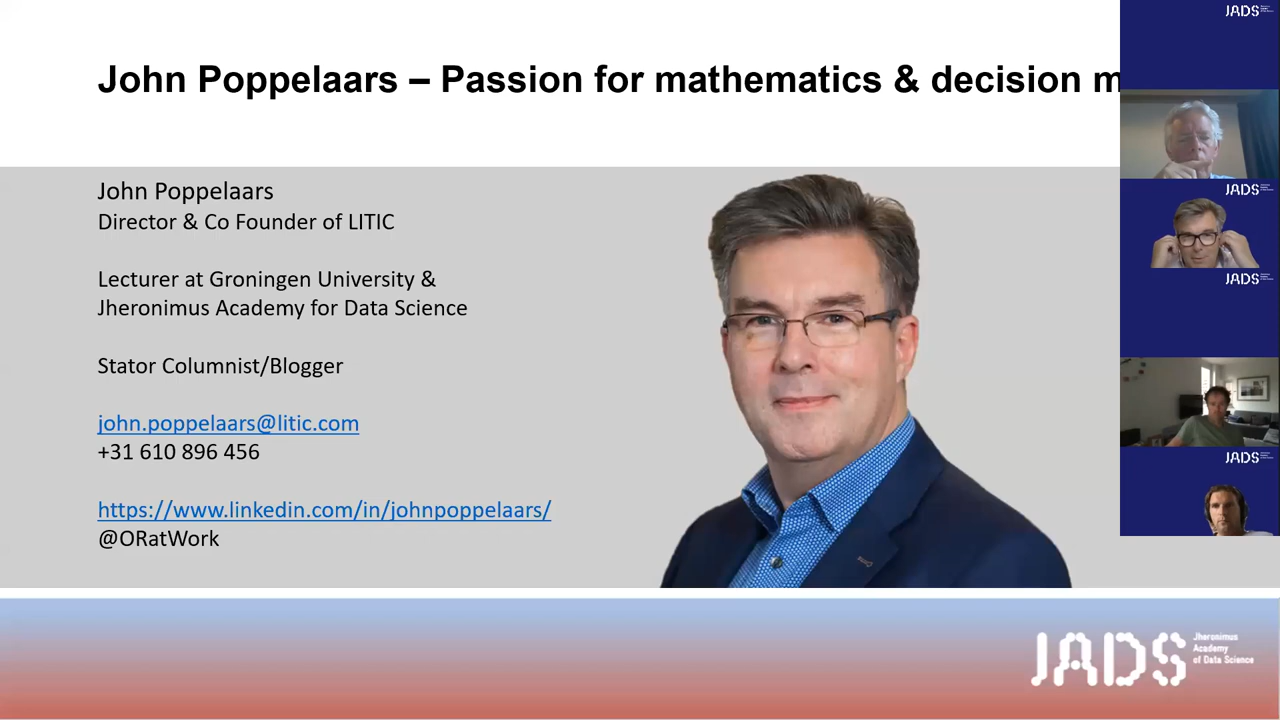 John Poppelaars – Passion for mathematics & decision m
John Poppelaars
Director & Co Founder of LITIC
Lecturer at Groningen University &
Jheronimus Academy for Data Science
Stator Columnist/Blogger
john.poppelaars@litic.com
+31 610 896 456
https://www.linkedin.com/in/johnpoppelaars/
@ORatWork
JADS
JADS
JADS
JADS
JADS
Jheronimus
Academy
of Data Science